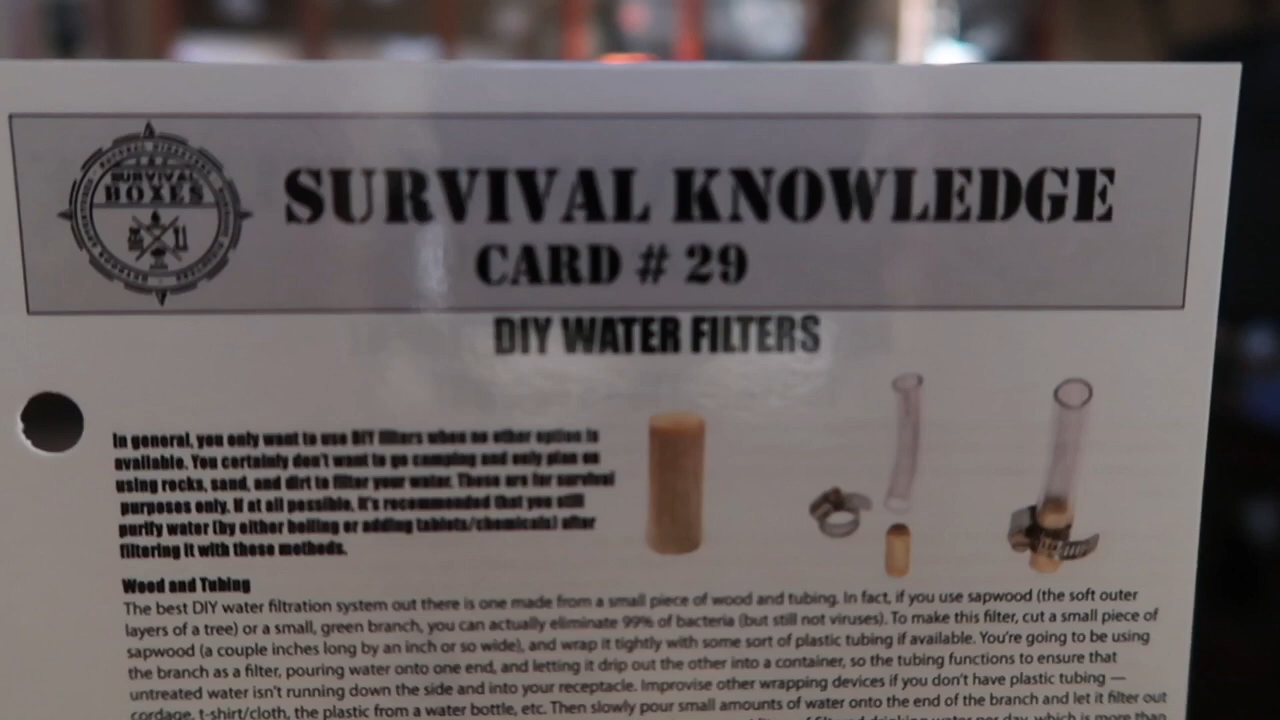 SURVIVAL
BOXES
SURVIVAL KNOWLEDGE
CARD # 29
DIY WATER FILTERS
In general, you only want to use DIY filters when no other option is
available. You certainly don't want to go camping and only plan on
using rocks, sand, and dirt to filter your water. These are for survival
purposes only. If at all possible, it's recommended that you still
purify water (by either boiling or adding tablets/chemicals) after
filtering it with these methods.
Wood and Tubing
The best DIY water filtration system out there is one made from a small piece of wood and tubing. In fact, if you use sapwood (the soft outer
layers of a tree) or a small, green branch, you can actually eliminate 99% of bacteria (but still not viruses). To make this filter, cut a small piece of
sapwood (a couple inches long by an inch or so wide), and wrap it tightly with some sort of plastic tubing if available. You're going to be using
the branch as a filter, pouring water onto one end, and letting it drip out the other into a container, so the tubing functions to ensure that
untreated water isn't running down the side and into your receptacle. Improvise other wrapping devices if you don't have plastic tubing —
cordage, t-shirt/cloth, the plastic from a water bottle, etc. Then slowly pour small amounts of water onto the end of the branch and let it filter out
drinking water per day, which is more than